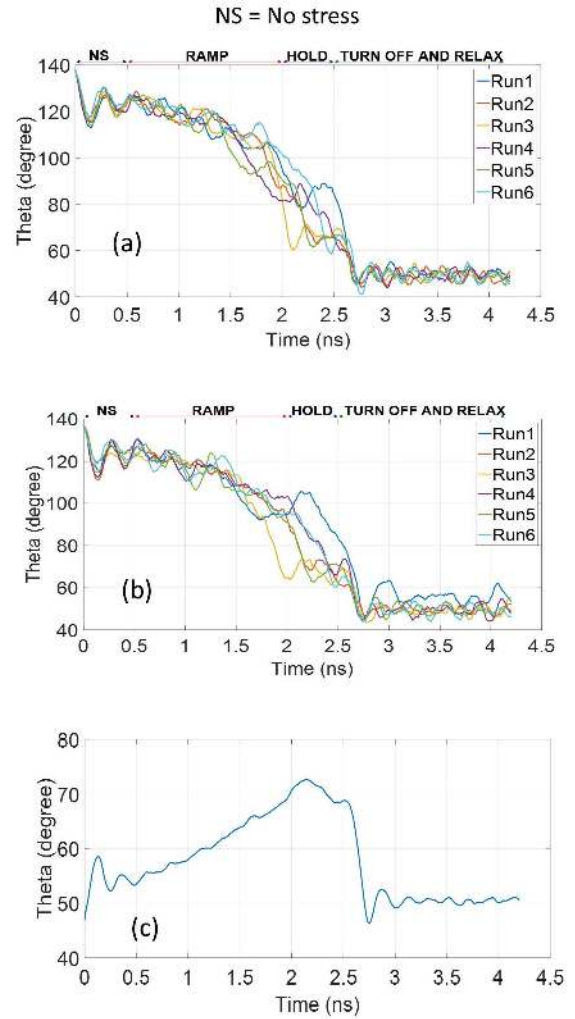 NS = No stress
NS RAMP HOLD TURN OFF AND RELAX
140
120
100
80
60
40
Theta (degree)
Run1
Run2
Run3
Run4
Run5
Run6
(a)
0 0.5 1 1.5 2 2.5 3 3.5 4 4.5
Time (ns)
NS RAMP HOLD TURN OFF AND RELAX
140
120
100
80
60
40
Theta (degree)
Run1
Run2
Run3
Run4
Run5
Run6
(b)
0 0.5 1 1.5 2 2.5 3 3.5 4 4.5
Time (ns)
80
70
60
50
40
Theta (degree)
(c)
0 0.5 1 1.5 2 2.5 3 3.5 4 4.5
Time (ns)